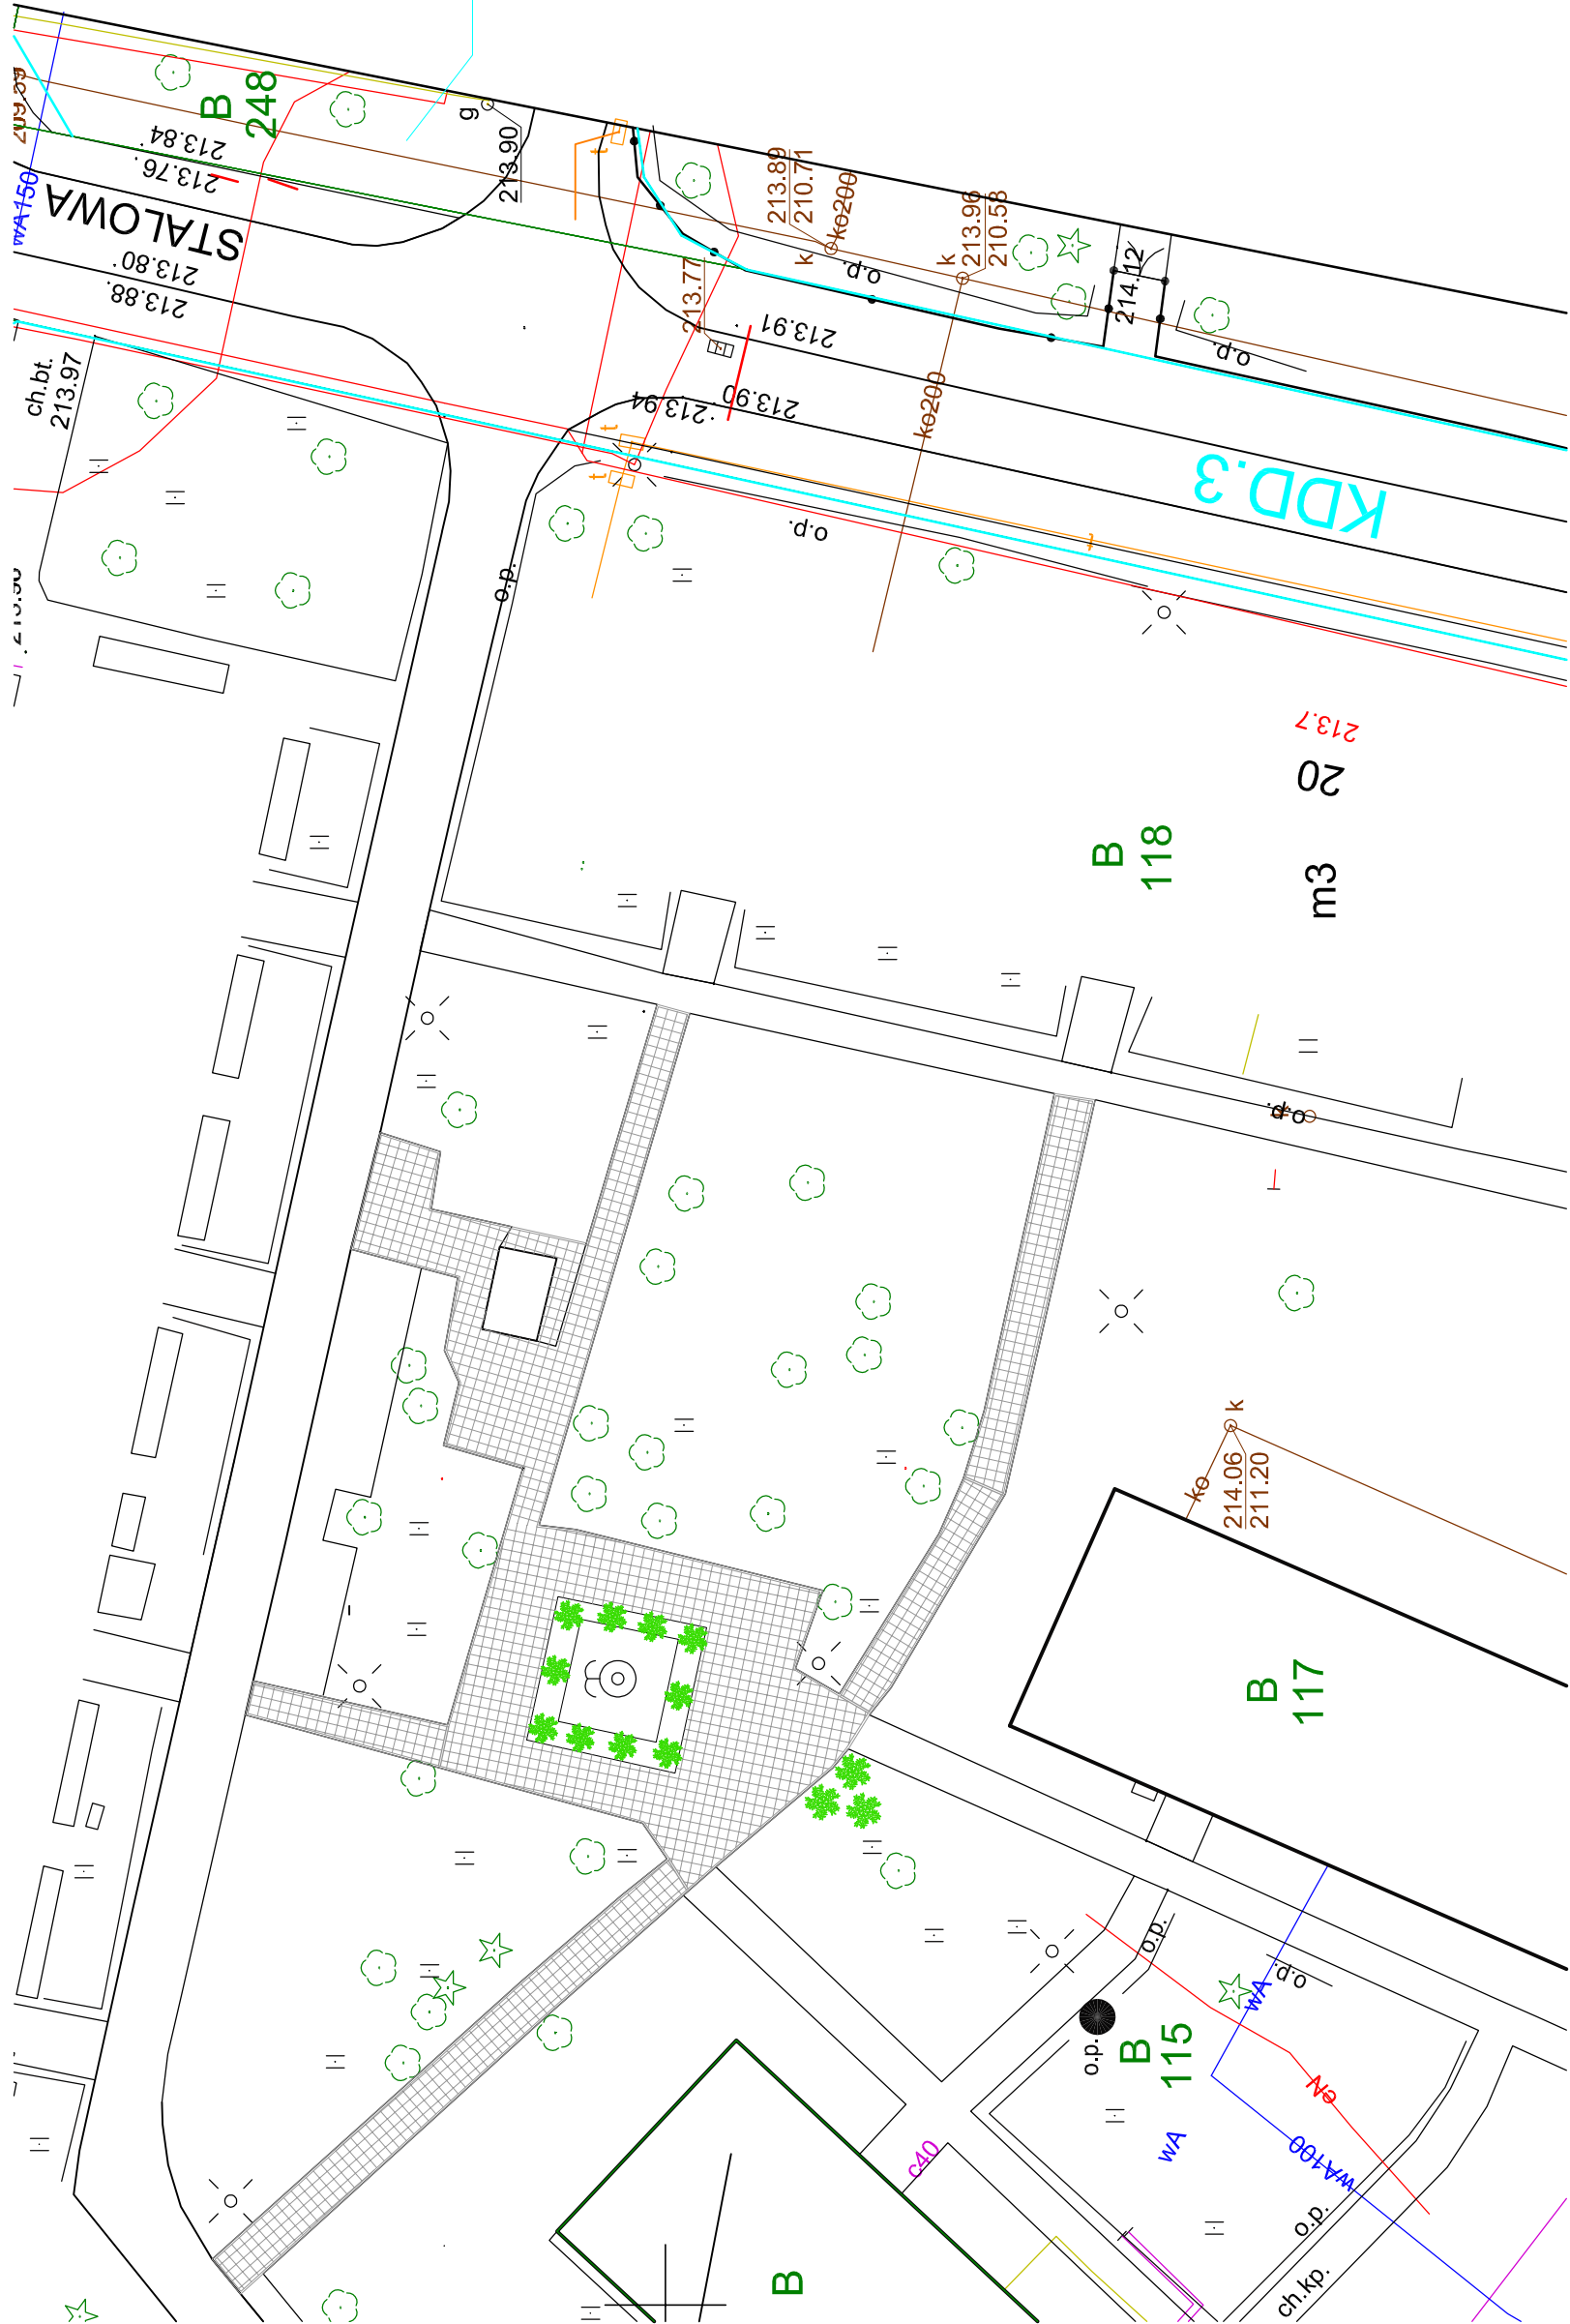 B
248
213.84
213.76
wA150
STALOWA
213.80
213.88
ch.bt.
213.97
g
213.90
t
213.89
210.71
k
ko200
213.96
210.58
k
o.p.
213.77
213.91
213.90
213.94
214.12
o.p.
t
t
ko200
KDD.3
o.p.
t
o.p.
213.7
20
B
118
m3
o.p.
k
ko
214.06
211.20
B
117
o.p.
o.p.
wA
o.p.
B
115
eN
wA
wA100
c40
o.p.
ch.kp.
B